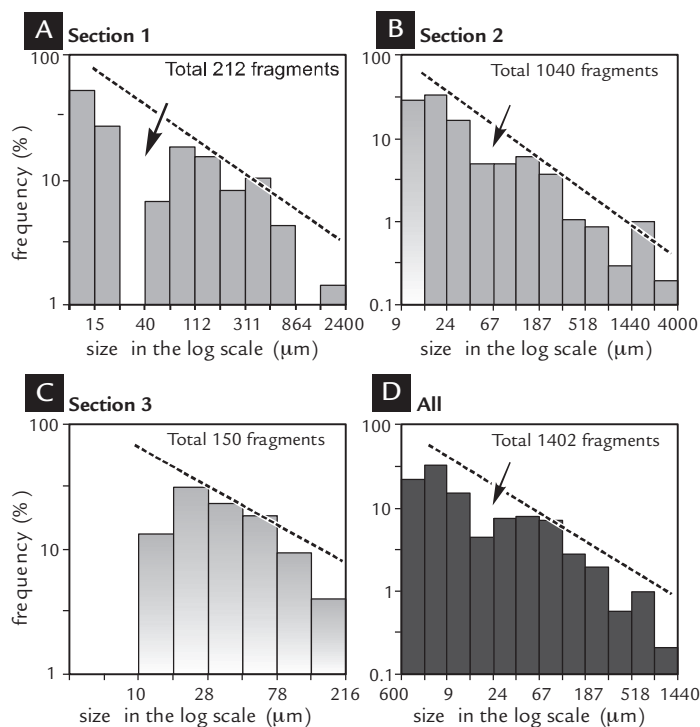 A Section 1
100
Total 212 fragments
10
1
frequency (%)
15 40 112 311 864 2400
size in the log scale (μm)
B Section 2
100
Total 1040 fragments
10
1
0.1
9 24 67 187 518 1440 4000
size in the log scale (μm)
C Section 3
100
Total 150 fragments
10
1
frequency (%)
10 28 78 216
size in the log scale (μm)
D All
100
Total 1402 fragments
10
1
0.1
600 9 24 67 187 518 1440
size in the log scale (μm)